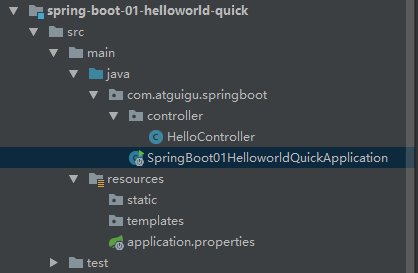 spring-boot-01-helloworld-quick
src
main
java
com.atguigu.springboot
controller
HelloController
SpringBoot01HelloworldQuickApplication
resources
static
templates
application.properties
test